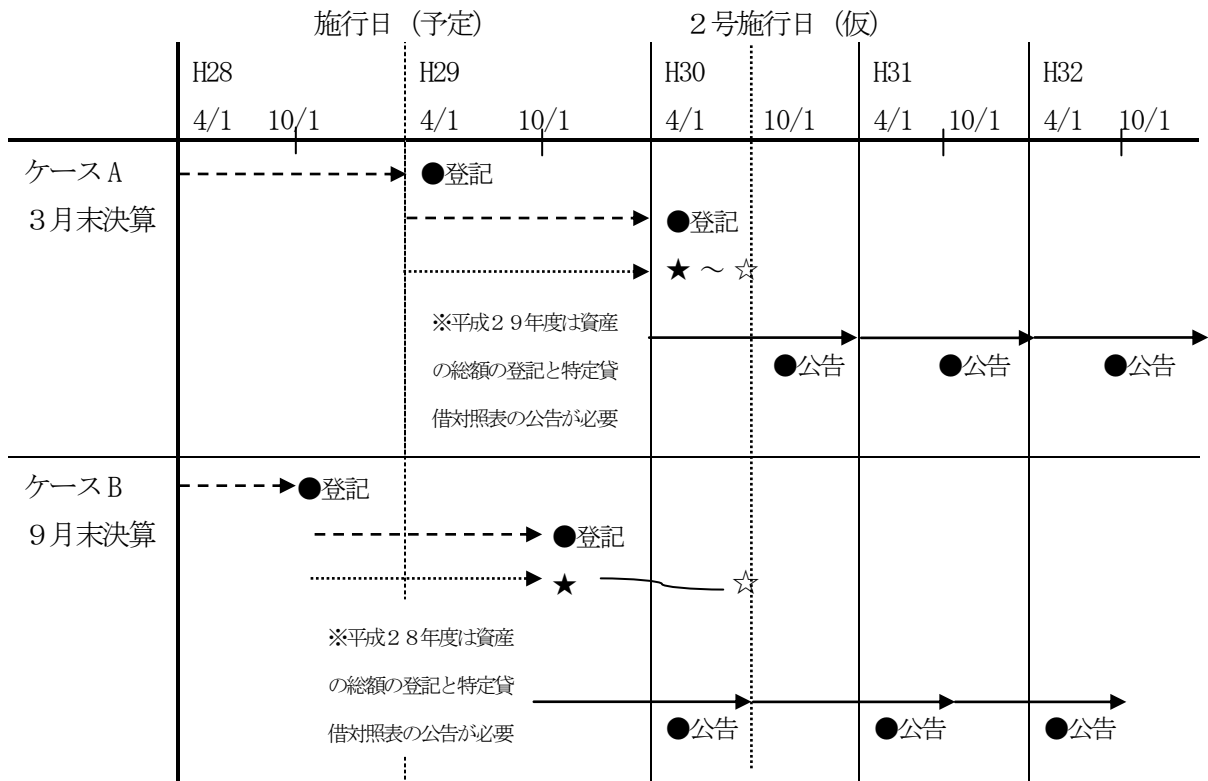 施行日（予定）　２号施行日（仮）
H28　H29　H30　H31　H32
4/1　10/1　4/1　10/1　4/1　10/1　4/1　10/1　4/1　10/1
ケースＡ　●登記
３月末決算　●登記
★ ～ ☆
※平成２９年度は資産
の総額の登記と特定貸　●公告　●公告　●公告
借対照表の公告が必要
ケースＢ　●登記
９月末決算　●登記
★　☆
※平成２８年度は資産
の総額の登記と特定貸
借対照表の公告が必要　●公告　●公告　●公告